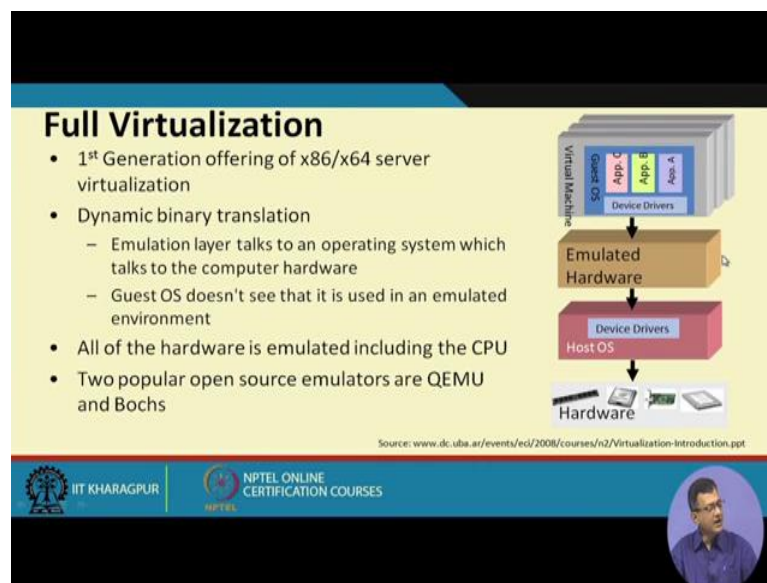 Full Virtualization
• 1st Generation offering of x86/x64 server
virtualization
• Dynamic binary translation
– Emulation layer talks to an operating system which
talks to the computer hardware
– Guest OS doesn't see that it is used in an emulated
environment
• All of the hardware is emulated including the CPU
• Two popular open source emulators are QEMU
and Bochs
Virtual Machine
Guest OS
App. C
App. B
App. A
Device Drivers
Emulated
Hardware
Device Drivers
Host OS
Hardware
Source: www.dc.uba.ar/events/eci/2008/courses/n2/Virtualization-Introduction.ppt
IIT KHARAGPUR
NPTEL
NPTEL ONLINE
CERTIFICATION COURSES